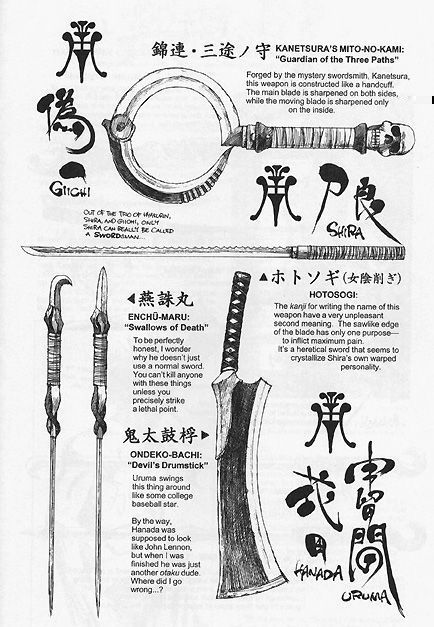 錦連・三途ノ守 KANETSURA'S MITO-NO-KAMI:
"Guardian of the Three Paths"
Forged by the mystery swordsmith, Kanetsura,
this weapon is constructed like a handcuff.
The main blade is sharpened on both sides,
while the moving blade is sharpened only
on the inside.
偽一
GIICHI
尸良
SHIRA
OUT OF THE TRIO OF HYAKURIN,
SHIRA, AND GIICHI, ONLY
SHIRA CAN REALLY BE CALLED
A SWORDSMAN...
▲ホトソギ(女陰削ぎ)
HOTOSOGI:
The kanji for writing the name of this
weapon have a very unpleasant
second meaning. The sawlike edge
of the blade has only one purpose—
to inflict maximum pain.
It's a heretical sword that seems to
crystallize Shira's own warped
personality.
◀燕誅丸
ENCHŪ-MARU:
"Swallows of Death"
To be perfectly
honest, I wonder
why he doesn't just
use a normal sword.
You can't kill anyone
with these things
unless you
precisely strike
a lethal point.
鬼太鼓桴▶
ONDEKO-BACHI:
"Devil's Drumstick"
Uruma swings
this thing around
like some college
baseball star.
By the way,
Hanada was
supposed to look
like John Lennon,
but when I was
finished he was just
another otaku dude.
Where did I go
wrong...?
HANADA
URUMA